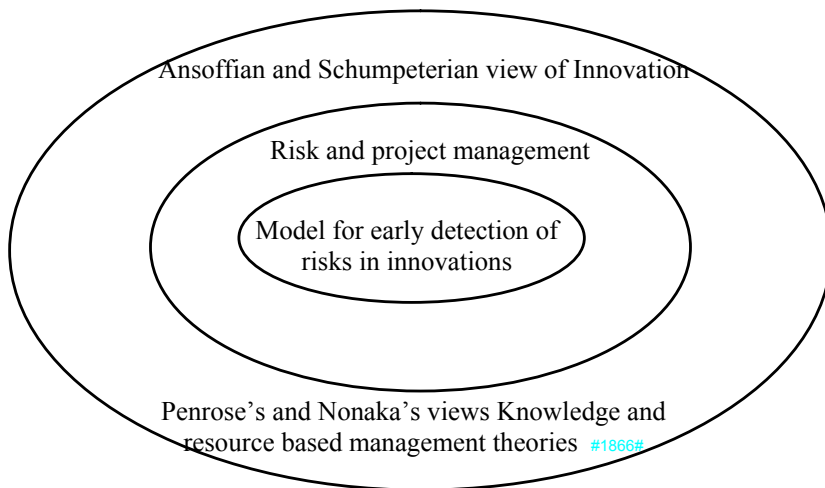 Ansoffian and Schumpeterian view of Innovation
Risk and project management
Model for early detection of
risks in innovations
Penrose's and Nonaka's views Knowledge and
resource based management theories #1866#